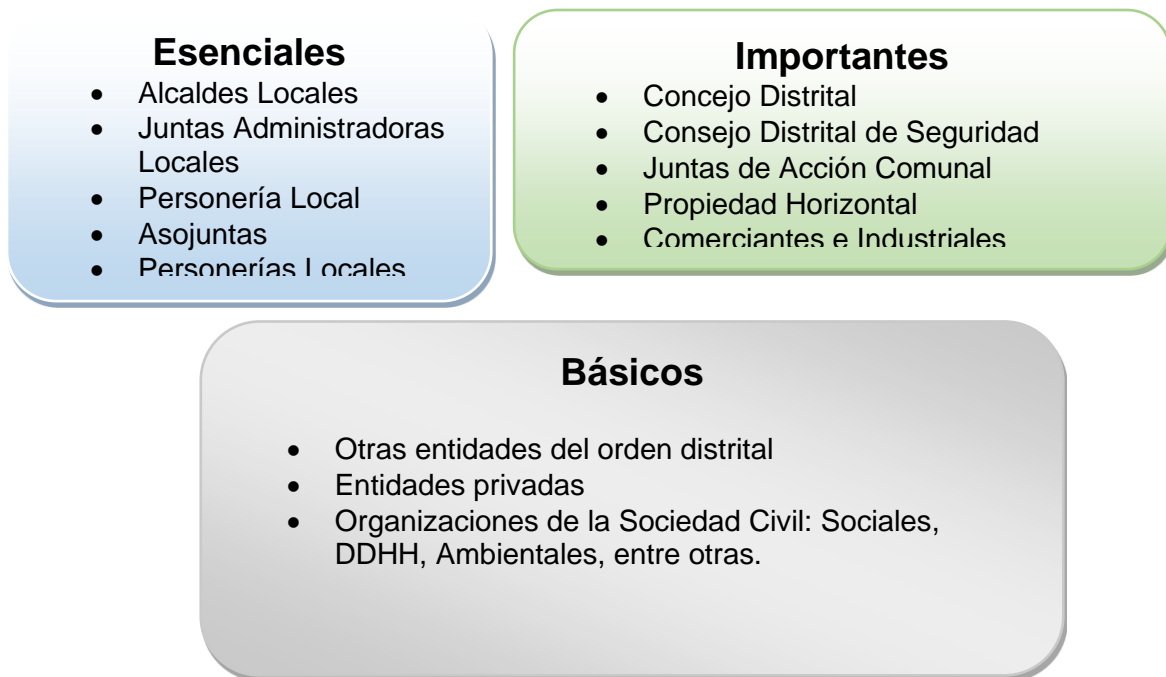 Esenciales
• Alcaldes Locales
• Juntas Administradoras
Locales
• Personería Local
• Asojuntas
• Personerías Locales
Importantes
• Concejo Distrital
• Consejo Distrital de Seguridad
• Juntas de Acción Comunal
• Propiedad Horizontal
• Comerciantes e Industriales
Básicos
• Otras entidades del orden distrital
• Entidades privadas
• Organizaciones de la Sociedad Civil: Sociales,
DDHH, Ambientales, entre otras.